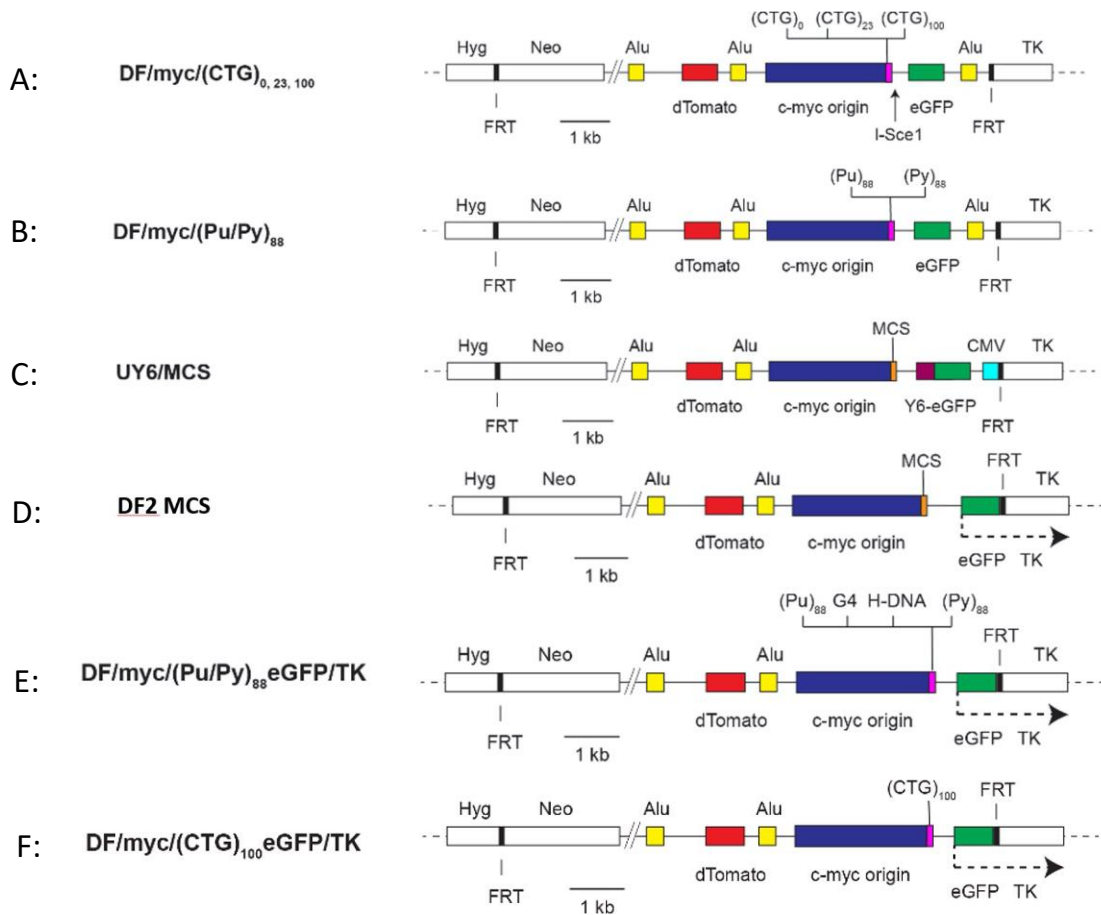 (CTG)0 (CTG)23 (CTG)100
Hyg Neo Alu Alu Alu TK
A: DF/myc/(CTG)0, 23, 100
dTomato c-myc origin eGFP
I-Sce1
FRT 1 kb FRT
(Pu)88 (Py)88
Hyg Neo Alu Alu Alu TK
B: DF/myc/(Pu/Py)88
dTomato c-myc origin eGFP
FRT 1 kb FRT
MCS
Hyg Neo Alu Alu CMV TK
C: UY6/MCS
dTomato c-myc origin Y6-eGFP
FRT 1 kb FRT
MCS FRT
Hyg Neo Alu Alu TK
D: DF2 MCS
dTomato c-myc origin
FRT 1 kb eGFP TK
(Pu)88 G4 H-DNA (Py)88
FRT
Hyg Neo Alu Alu TK
E: DF/myc/(Pu/Py)88eGFP/TK
dTomato c-myc origin
FRT 1 kb eGFP TK
(CTG)100 FRT
Hyg Neo Alu Alu TK
F: DF/myc/(CTG)100eGFP/TK
dTomato c-myc origin
FRT 1 kb eGFP TK